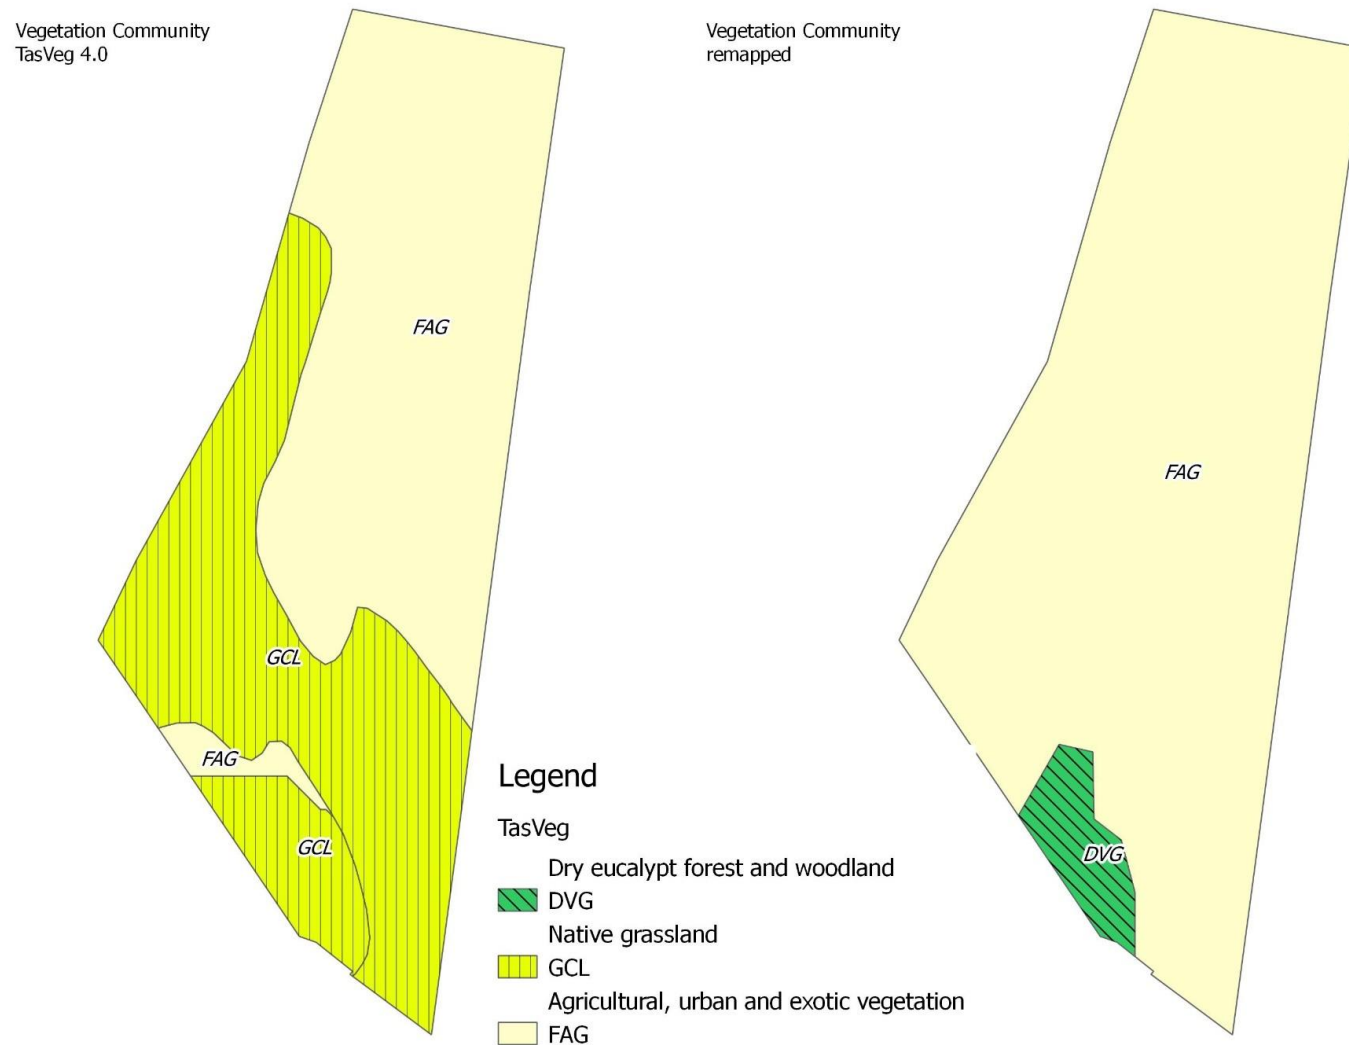 Vegetation Community
TasVeg 4.0
Vegetation Community
remapped
FAG
FAG
GCL
FAG
GCL
DVG
Legend
TasVeg
Dry eucalypt forest and woodland
DVG
Native grassland
GCL
Agricultural, urban and exotic vegetation
FAG